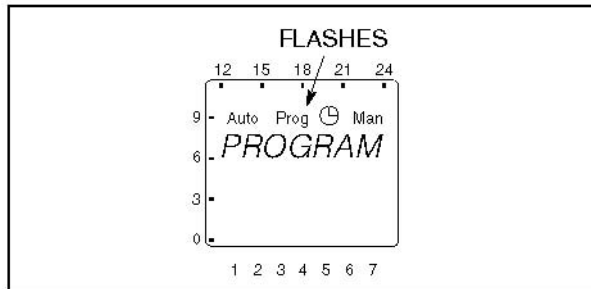 FLASHES
12 15 18 21 24
9 Auto Prog Man
PROGRAM
6
3
0
1 2 3 4 5 6 7